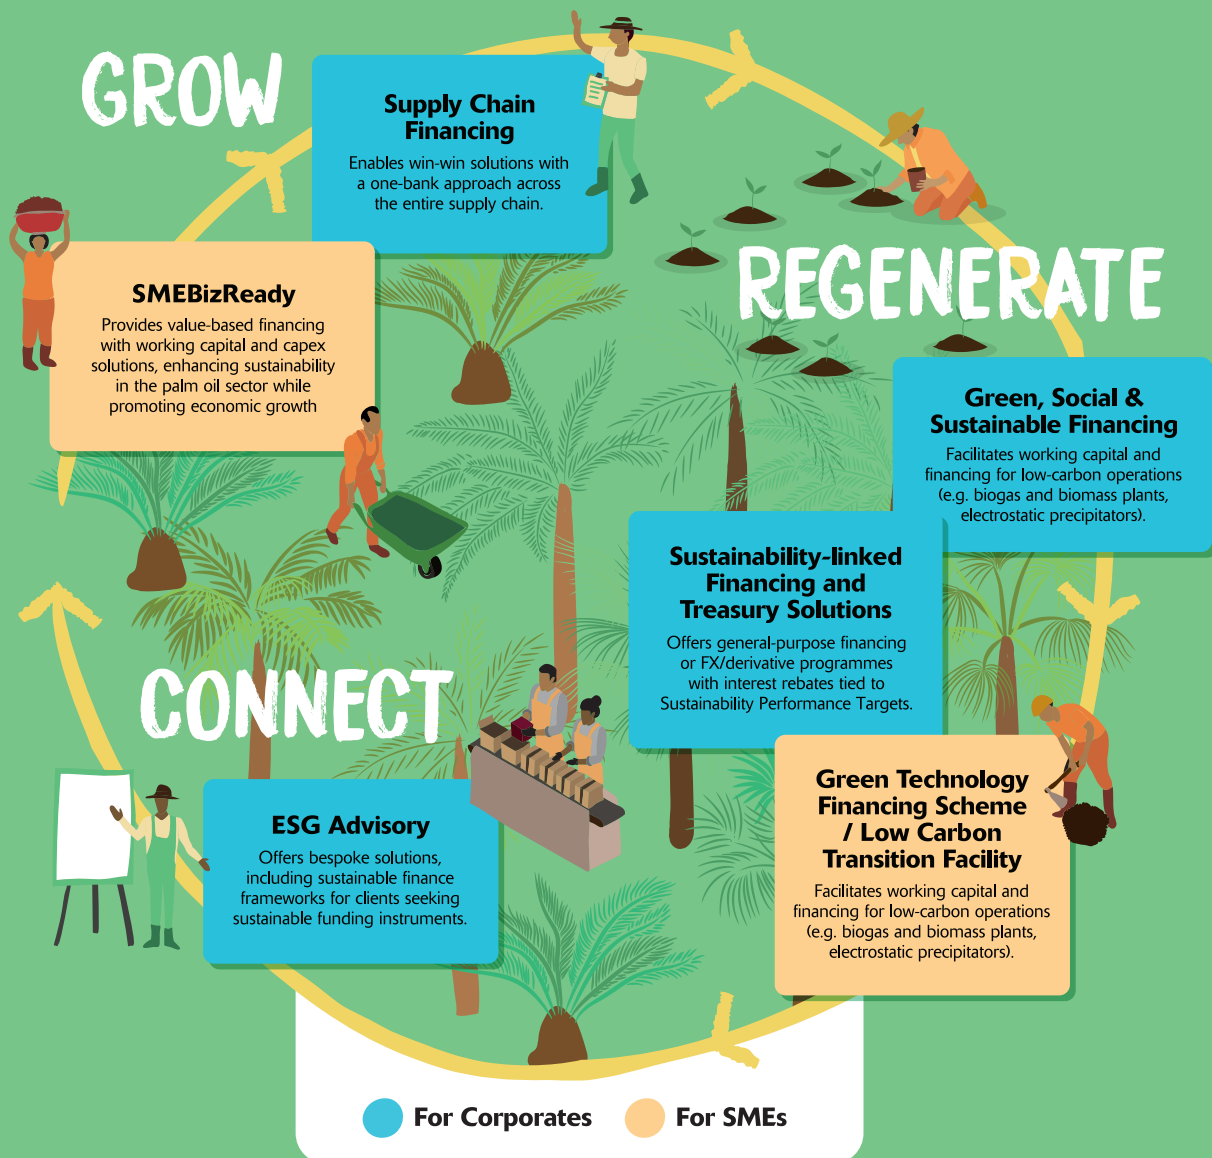 GROW
Supply Chain
Financing
Enables win-win solutions with
a one-bank approach across
the entire supply chain.
SMEBizReady
Provides value-based financing
with working capital and capex
solutions, enhancing sustainability
in the palm oil sector while
promoting economic growth
REGENERATE
Green, Social &
Sustainable Financing
Facilitates working capital and
financing for low-carbon operations
(e.g. biogas and biomass plants,
electrostatic precipitators).
Sustainability-linked
Financing and
Treasury Solutions
Offers general-purpose financing
or FX/derivative programmes
with interest rebates tied to
Sustainability Performance Targets.
Green Technology
Financing Scheme
/ Low Carbon
Transition Facility
Facilitates working capital and
financing for low-carbon operations
(e.g. biogas and biomass plants,
electrostatic precipitators).
CONNECT
ESG Advisory
Offers bespoke solutions,
including sustainable finance
frameworks for clients seeking
sustainable funding instruments.
For Corporates
For SMEs